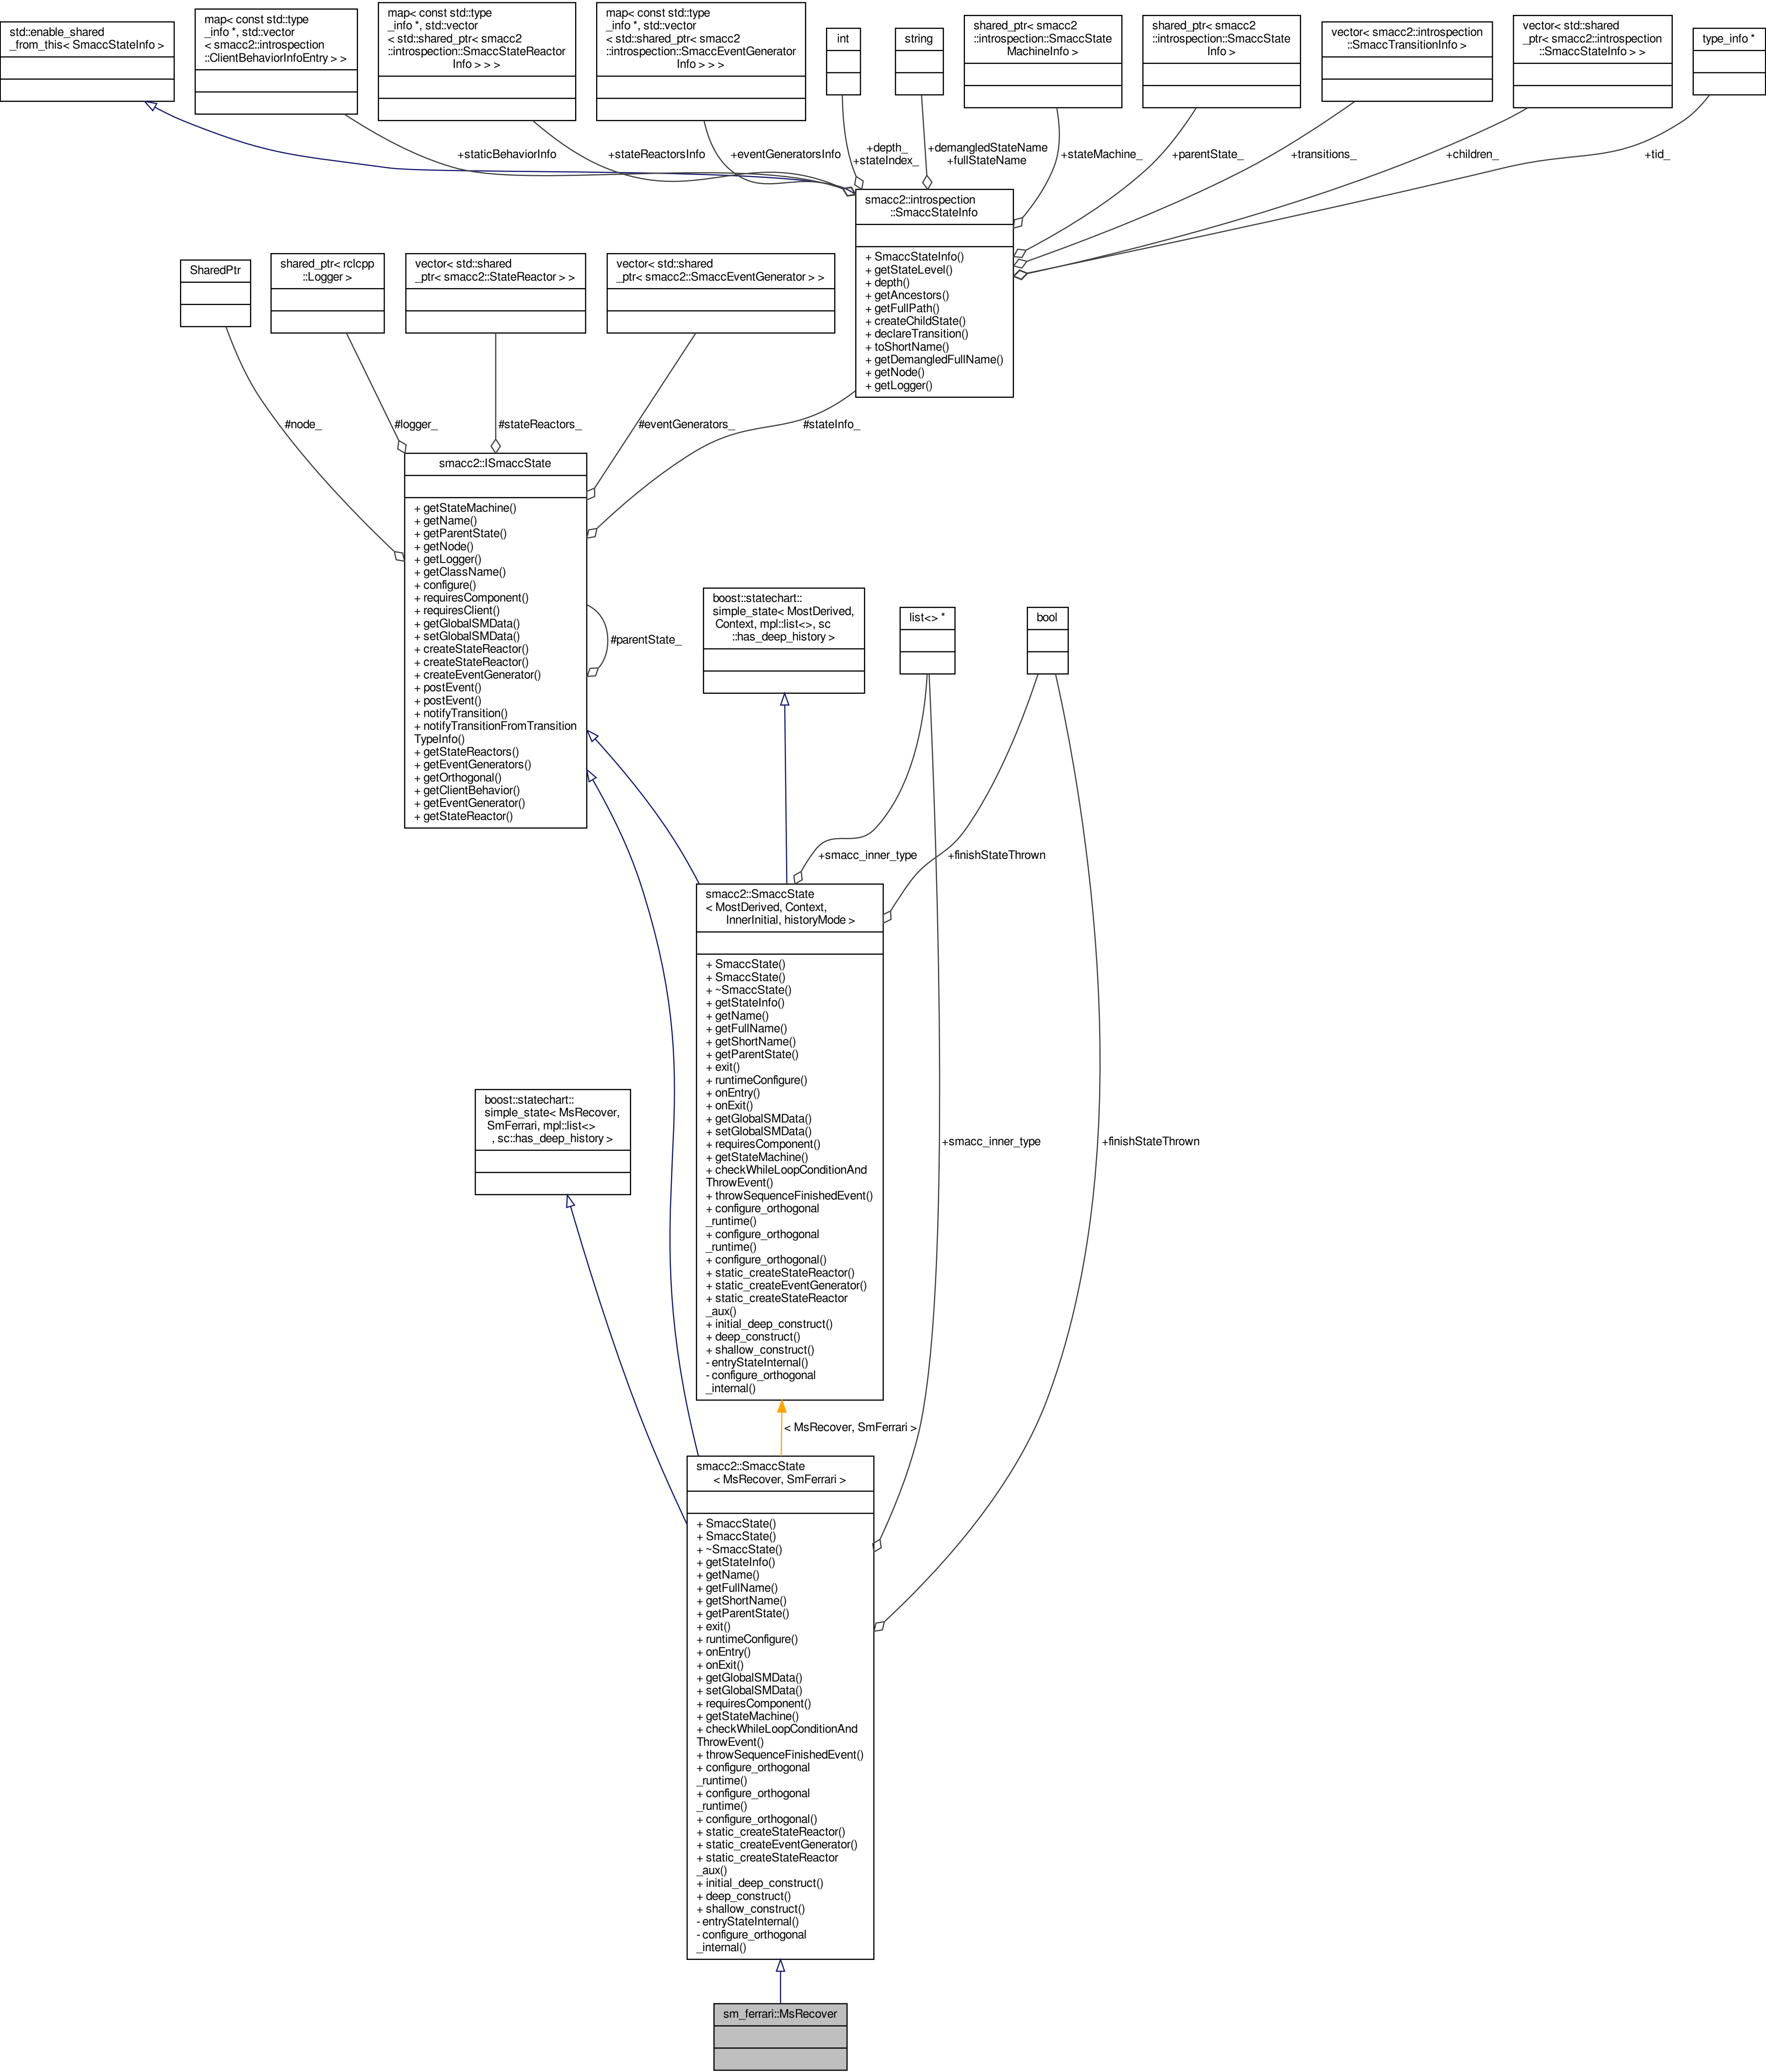 std::enable_shared
_from_this< SmaccStateInfo >
map< const std::type
_info *, std::vector
< smacc2::introspection
::ClientBehaviorInfoEntry > >
map< const std::type
_info *, std::vector
< std::shared_ptr< smacc2
::introspection::SmaccStateReactor
Info > > >
map< const std::type
_info *, std::vector
< std::shared_ptr< smacc2
::introspection::SmaccEventGenerator
Info > > >
int
string
shared_ptr< smacc2
::introspection::SmaccState
MachineInfo >
shared_ptr< smacc2
::introspection::SmaccState
Info >
vector< smacc2::introspection
::SmaccTransitionInfo >
vector< std::shared
_ptr< smacc2::introspection
::SmaccStateInfo > >
type_info *
+staticBehaviorInfo
+stateReactorsInfo
+eventGeneratorsInfo
+depth_
+stateIndex_
+demangledStateName
+fullStateName
+stateMachine_
+parentState_
+transitions_
+children_
+tid_
smacc2::introspection
::SmaccStateInfo
+ SmaccStateInfo()
+ getStateLevel()
+ depth()
+ getAncestors()
+ getFullPath()
+ createChildState()
+ declareTransition()
+ toShortName()
+ getDemangledFullName()
+ getNode()
+ getLogger()
SharedPtr
shared_ptr< rclcpp
::Logger >
vector< std::shared
_ptr< smacc2::StateReactor > >
vector< std::shared
_ptr< smacc2::SmaccEventGenerator > >
#node_
#logger_
#stateReactors_
#eventGenerators_
#stateInfo_
smacc2::ISmaccState
+ getStateMachine()
+ getName()
+ getParentState()
+ getNode()
+ getLogger()
+ getClassName()
+ configure()
+ requiresComponent()
+ requiresClient()
+ getGlobalSMData()
+ setGlobalSMData()
+ createStateReactor()
+ createStateReactor()
+ createEventGenerator()
+ postEvent()
+ postEvent()
+ notifyTransition()
+ notifyTransitionFromTransition
TypeInfo()
+ getStateReactors()
+ getEventGenerators()
+ getOrthogonal()
+ getClientBehavior()
+ getEventGenerator()
+ getStateReactor()
#parentState_
boost::statechart::
simple_state< MostDerived,
Context, mpl::list<>, sc
::has_deep_history >
list<> *
bool
+smacc_inner_type
+finishStateThrown
smacc2::SmaccState
< MostDerived, Context,
InnerInitial, historyMode >
+ SmaccState()
+ SmaccState()
+ ~SmaccState()
+ getStateInfo()
+ getName()
+ getFullName()
+ getShortName()
+ getParentState()
+ exit()
+ runtimeConfigure()
+ onEntry()
+ onExit()
+ getGlobalSMData()
+ setGlobalSMData()
+ requiresComponent()
+ getStateMachine()
+ checkWhileLoopConditionAnd
ThrowEvent()
+ throwSequenceFinishedEvent()
+ configure_orthogonal
_runtime()
+ configure_orthogonal
_runtime()
+ configure_orthogonal()
+ static_createStateReactor()
+ static_createEventGenerator()
+ static_createStateReactor
_aux()
+ initial_deep_construct()
+ deep_construct()
+ shallow_construct()
- entryStateInternal()
- configure_orthogonal
_internal()
boost::statechart::
simple_state< MsRecover,
SmFerrari, mpl::list<>
, sc::has_deep_history >
+smacc_inner_type
+finishStateThrown
< MsRecover, SmFerrari >
smacc2::SmaccState
< MsRecover, SmFerrari >
+ SmaccState()
+ SmaccState()
+ ~SmaccState()
+ getStateInfo()
+ getName()
+ getFullName()
+ getShortName()
+ getParentState()
+ exit()
+ runtimeConfigure()
+ onEntry()
+ onExit()
+ getGlobalSMData()
+ setGlobalSMData()
+ requiresComponent()
+ getStateMachine()
+ checkWhileLoopConditionAnd
ThrowEvent()
+ throwSequenceFinishedEvent()
+ configure_orthogonal
_runtime()
+ configure_orthogonal
_runtime()
+ configure_orthogonal()
+ static_createStateReactor()
+ static_createEventGenerator()
+ static_createStateReactor
_aux()
+ initial_deep_construct()
+ deep_construct()
+ shallow_construct()
- entryStateInternal()
- configure_orthogonal
_internal()
sm_ferrari::MsRecover